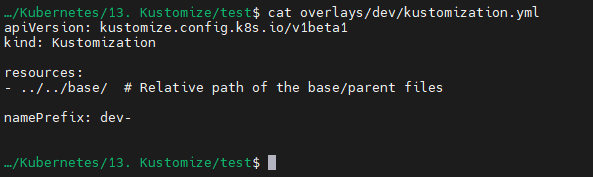 …/Kubernetes/13. Kustomize/test$ cat overlays/dev/kustomization.yml
apiVersion: kustomize.config.k8s.io/v1beta1
kind: Kustomization
resources:
- ../../base/  # Relative path of the base/parent files
namePrefix: dev-
…/Kubernetes/13. Kustomize/test$